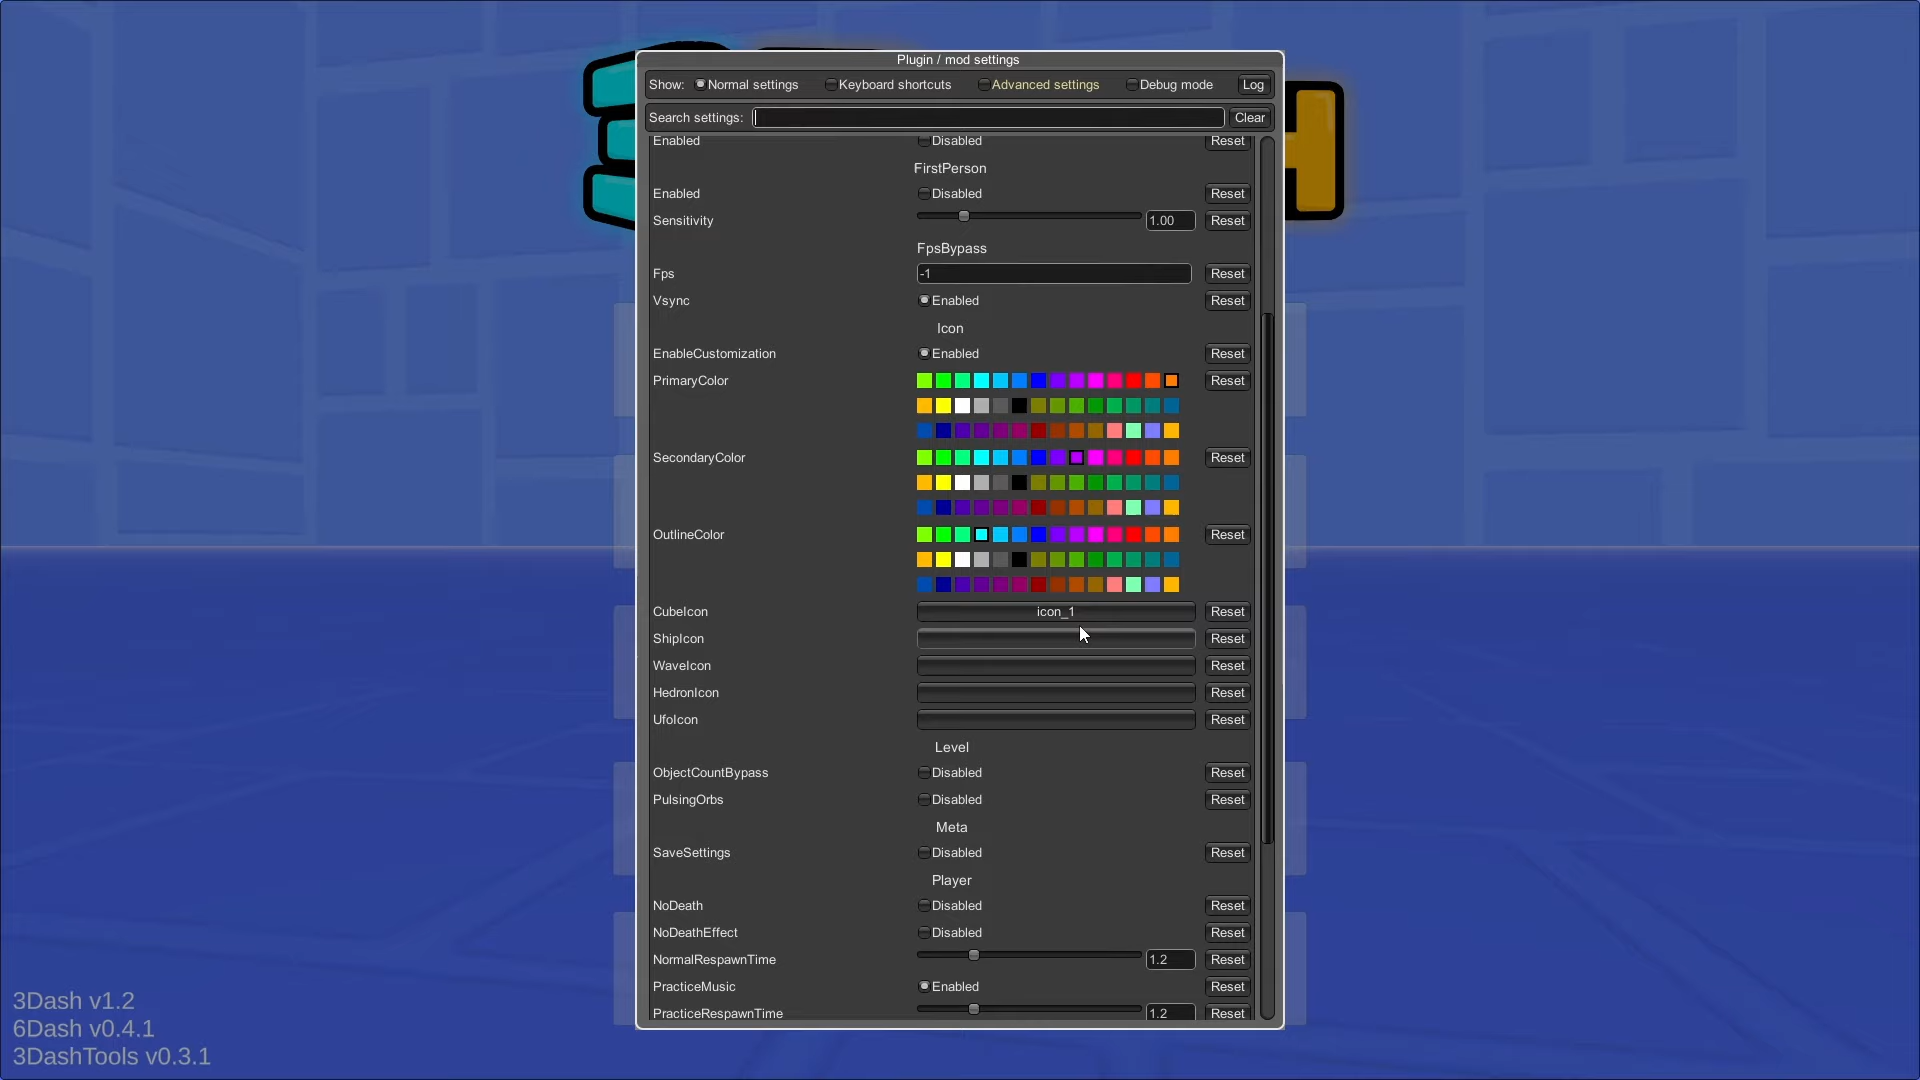 Plugin / mod settings
Show: Normal settings Keyboard shortcuts Advanced settings Debug mode Log
Search settings: Clear
Enabled Disabled Reset
FirstPerson
Enabled Disabled Reset
Sensitivity 1.00 Reset
FpsBypass
Fps -1 Reset
Vsync Enabled Reset
Icon
EnableCustomization Enabled Reset
PrimaryColor Reset
SecondaryColor Reset
OutlineColor Reset
CubeIcon icon_1 Reset
ShipIcon Reset
WaveIcon Reset
HedronIcon Reset
UfoIcon Reset
Level
ObjectCountBypass Disabled Reset
PulsingOrbs Disabled Reset
Meta
SaveSettings Disabled Reset
Player
NoDeath Disabled Reset
NoDeathEffect Disabled Reset
NormalRespawnTime 1.2 Reset
PracticeMusic Enabled Reset
PracticeRespawnTime 1.2 Reset
3Dash v1.2
6Dash v0.4.1
3DashTools v0.3.1